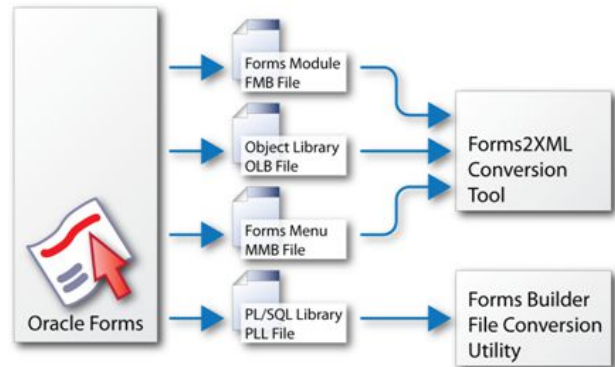 Oracle Forms
Forms Module
FMB File
Object Library
OLB File
Forms Menu
MMB File
PL/SQL Library
PLL File
Forms2XML
Conversion
Tool
Forms Builder
File Conversion
Utility